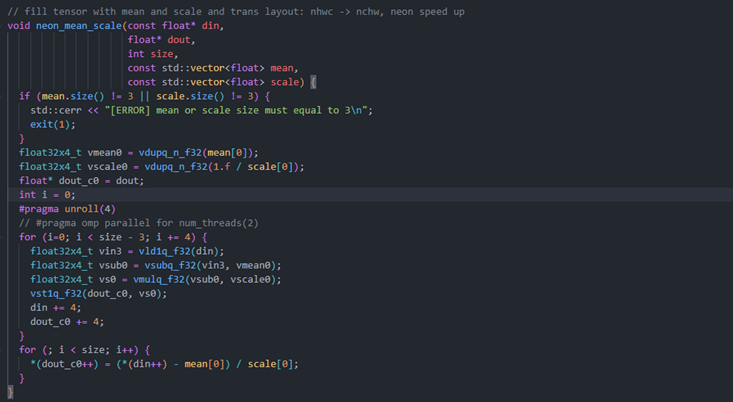 // fill tensor with mean and scale and trans layout: nhwc -> nchw, neon speed up
void neon_mean_scale(const float* din,
                     float* dout,
                     int size,
                     const std::vector<float> mean,
                     const std::vector<float> scale) {
  if (mean.size() != 3 || scale.size() != 3) {
    std::cerr << "[ERROR] mean or scale size must equal to 3\n";
    exit(1);
  }
  float32x4_t vmean0 = vdupq_n_f32(mean[0]);
  float32x4_t vscale0 = vdupq_n_f32(1.f / scale[0]);
  float* dout_c0 = dout;
  int i = 0;
  #pragma unroll(4)
  // #pragma omp parallel for num_threads(2)
  for (i=0; i < size - 3; i += 4) {
    float32x4_t vin3 = vld1q_f32(din);
    float32x4_t vsub0 = vsubq_f32(vin3, vmean0);
    float32x4_t vs0 = vmulq_f32(vsub0, vscale0);
    vst1q_f32(dout_c0, vs0);
    din += 4;
    dout_c0 += 4;
  }
  for (; i < size; i++) {
    *(dout_c0++) = (*(din++) - mean[0]) / scale[0];
  }
}